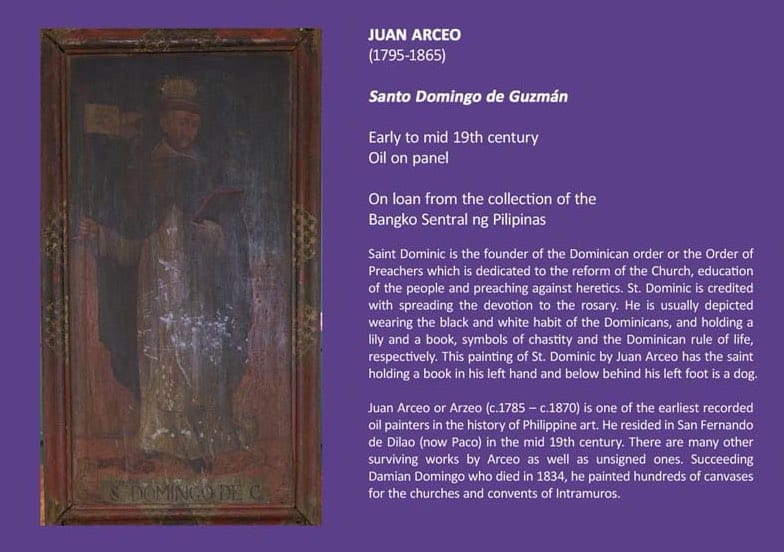 JUAN ARCEO
(1795-1865)
Santo Domingo de Guzmán
Early to mid 19th century
Oil on panel
On loan from the collection of the
Bangko Sentral ng Pilipinas
Saint Dominic is the founder of the Dominican order or the Order of
Preachers which is dedicated to the reform of the Church, education
of the people and preaching against heretics. St. Dominic is credited
with spreading the devotion to the rosary. He is usually depicted
wearing the black and white habit of the Dominicans, and holding a
lily and a book, symbols of chastity and the Dominican rule of life,
respectively. This painting of St. Dominic by Juan Arceo has the saint
holding a book in his left hand and below behind his left foot is a dog.
Juan Arceo or Arzeo (c.1785 – c.1870) is one of the earliest recorded
oil painters in the history of Philippine art. He resided in San Fernando
de Dilao (now Paco) in the mid 19th century. There are many other
surviving works by Arceo as well as unsigned ones. Succeeding
Damian Domingo who died in 1834, he painted hundreds of canvases
for the churches and convents of Intramuros.
S. DOMINGO DE G.